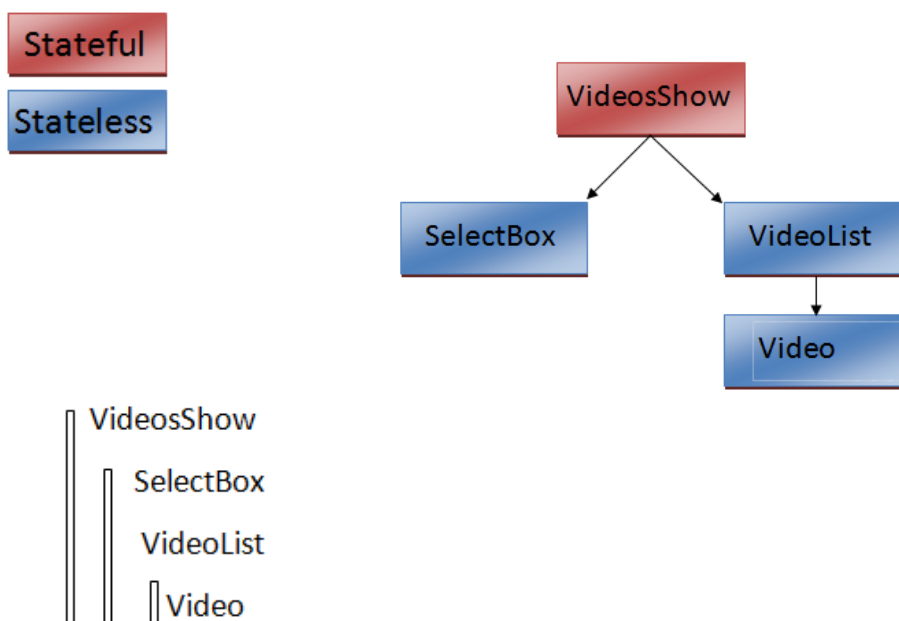 Stateful
Stateless
VideosShow
SelectBox
VideoList
Video
VideosShow
SelectBox
VideoList
Video